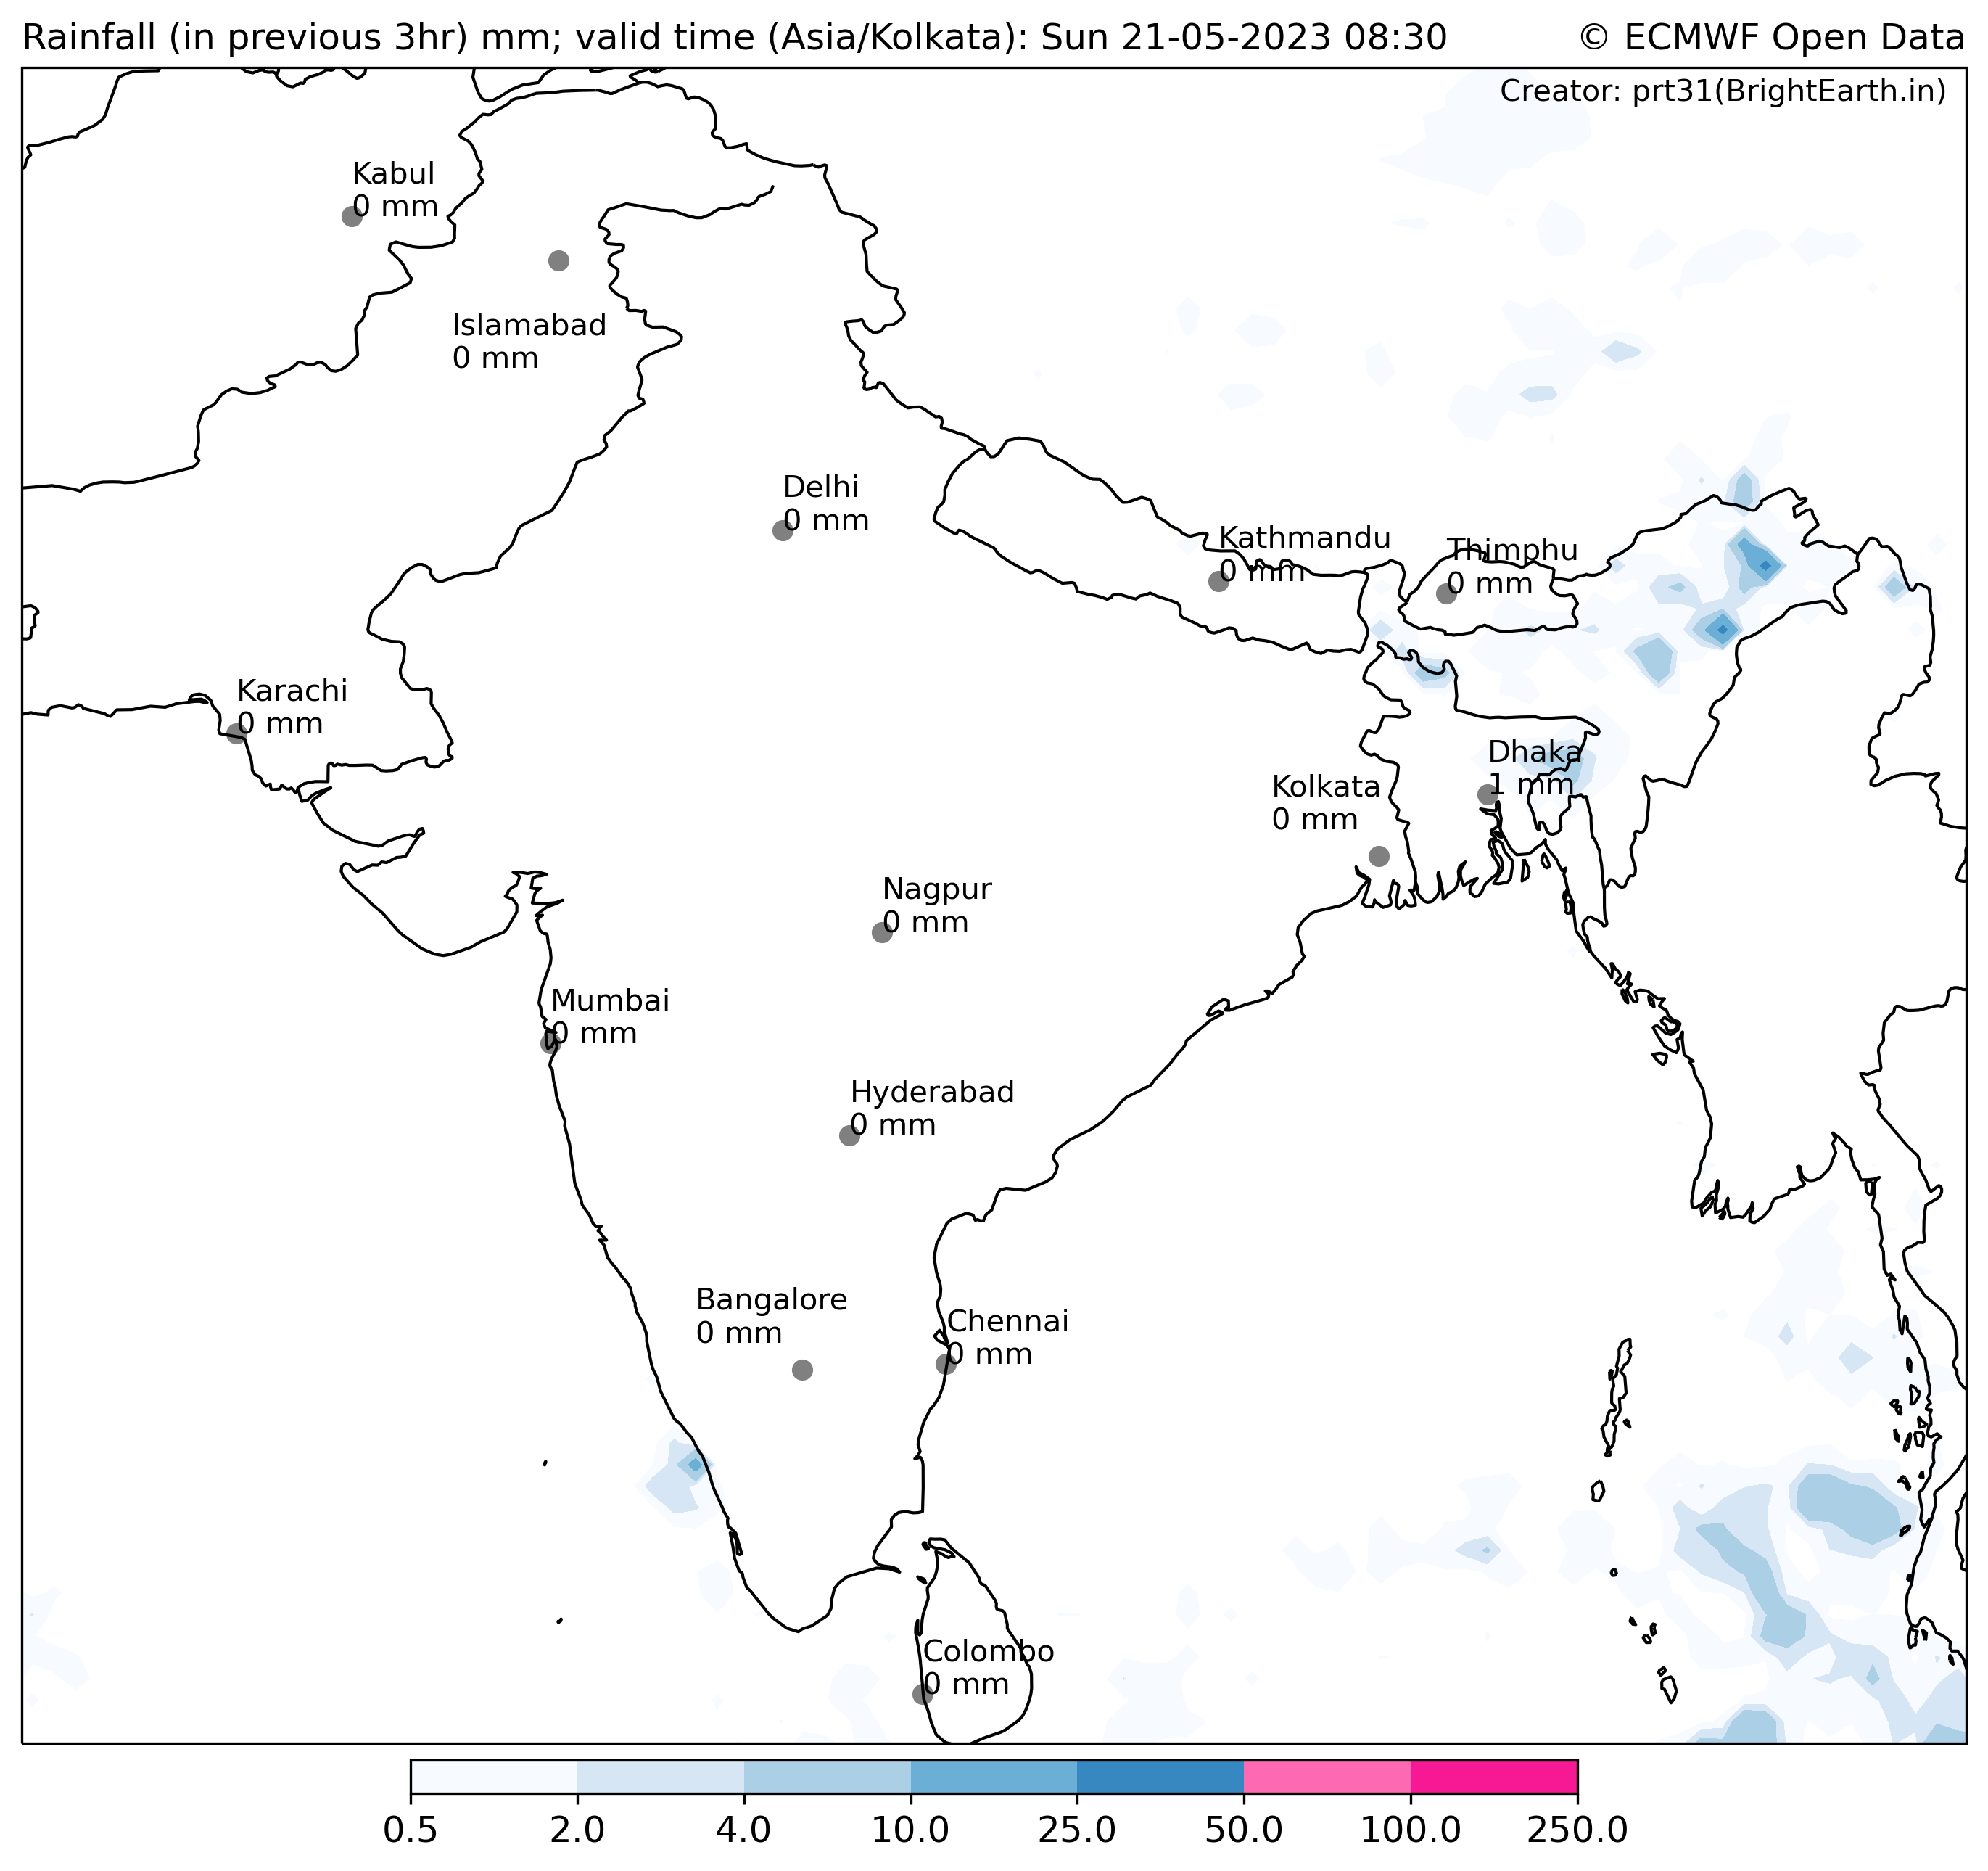 Rainfall (in previous 3hr) mm; valid time (Asia/Kolkata): Sun 21-05-2023 08:30
© ECMWF Open Data
Creator: prt31(BrightEarth.in)
Kabul
0 mm
Islamabad
0 mm
Delhi
0 mm
Kathmandu
0 mm
Thimphu
0 mm
Karachi
0 mm
Dhaka
1 mm
Kolkata
0 mm
Nagpur
0 mm
Mumbai
0 mm
Hyderabad
0 mm
Bangalore
0 mm
Chennai
0 mm
Colombo
0 mm
0.5 2.0 4.0 10.0 25.0 50.0 100.0 250.0